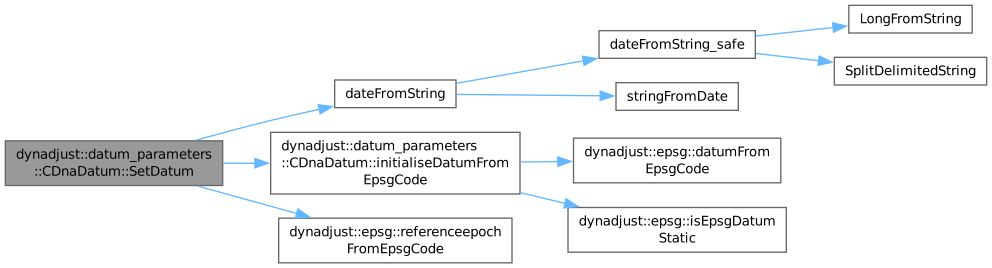 dynadjust::datum_parameters
::CDnaDatum::SetDatum
dateFromString
dateFromString_safe
LongFromString
SplitDelimitedString
stringFromDate
dynadjust::datum_parameters
::CDnaDatum::initialiseDatumFrom
EpsgCode
dynadjust::epsg::datumFrom
EpsgCode
dynadjust::epsg::isEpsgDatum
Static
dynadjust::epsg::referenceepoch
FromEpsgCode